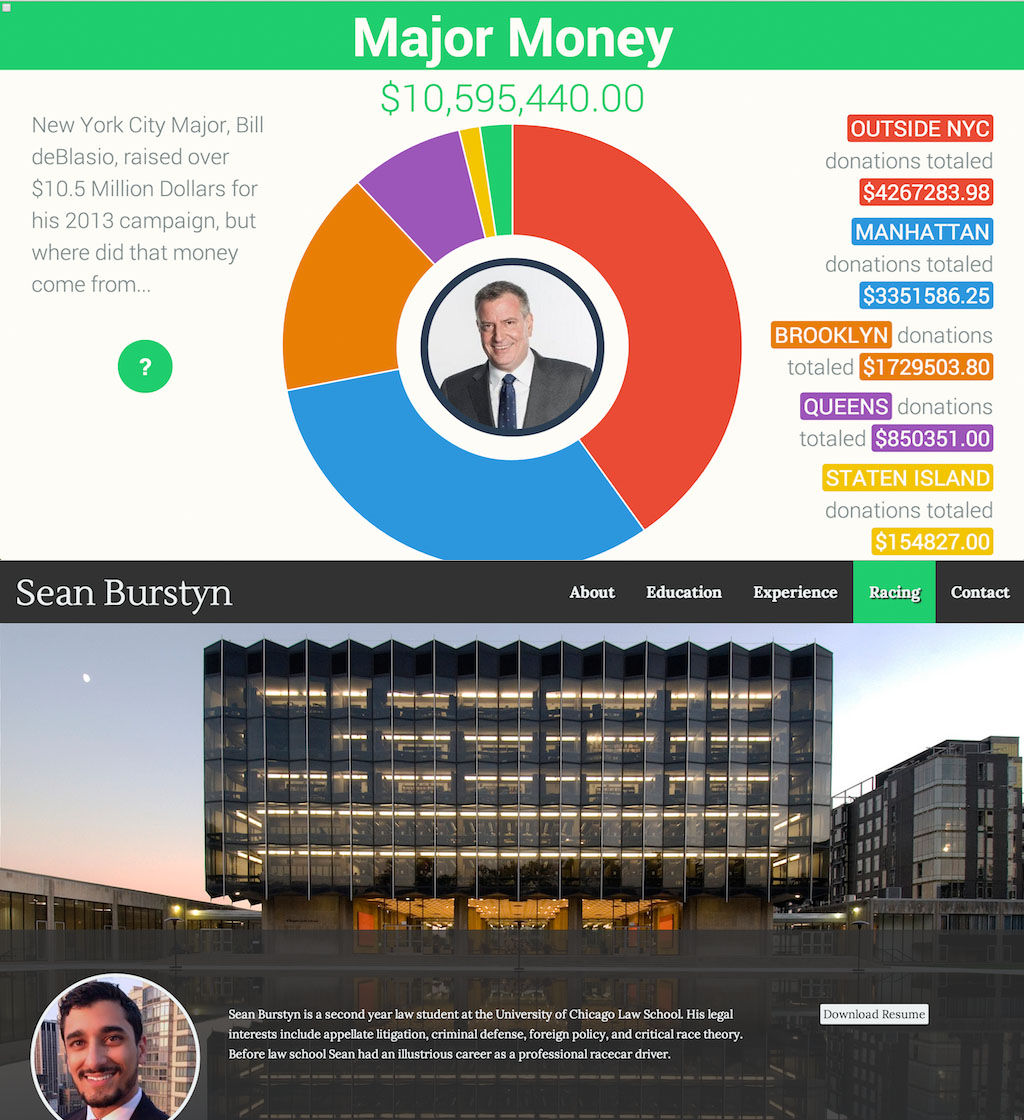 Major Money
$10,595,440.00
New York City Major, Bill
deBlasio, raised over
$10.5 Million Dollars for
his 2013 campaign, but
where did that money
come from...
?
OUTSIDE NYC
donations totaled
$4267283.98
MANHATTAN
donations totaled
$3351586.25
BROOKLYN donations
totaled $1729503.80
QUEENS donations
totaled $850351.00
STATEN ISLAND
donations totaled
$154827.00
Sean Burstyn
About Education Experience Racing Contact
Sean Burstyn is a second year law student at the University of Chicago Law School. His legal
interests include appellate litigation, criminal defense, foreign policy, and critical race theory.
Before law school Sean had an illustrious career as a professional racecar driver.
Download Resume